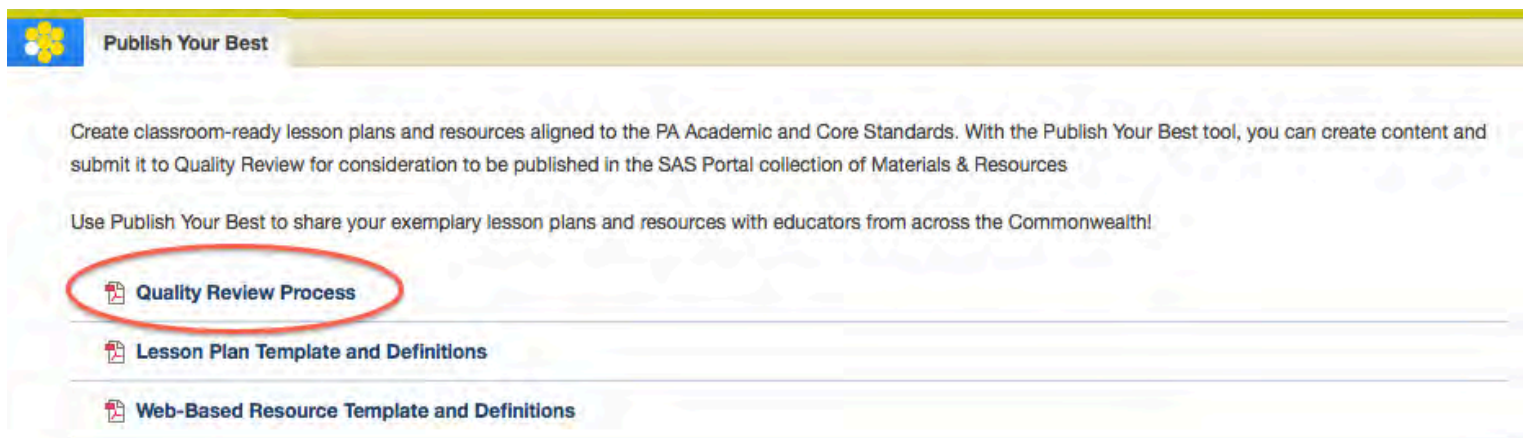 Publish Your Best
Create classroom-ready lesson plans and resources aligned to the PA Academic and Core Standards. With the Publish Your Best tool, you can create content and
submit it to Quality Review for consideration to be published in the SAS Portal collection of Materials & Resources
Use Publish Your Best to share your exemplary lesson plans and resources with educators from across the Commonwealth!
Quality Review Process
Lesson Plan Template and Definitions
Web-Based Resource Template and Definitions